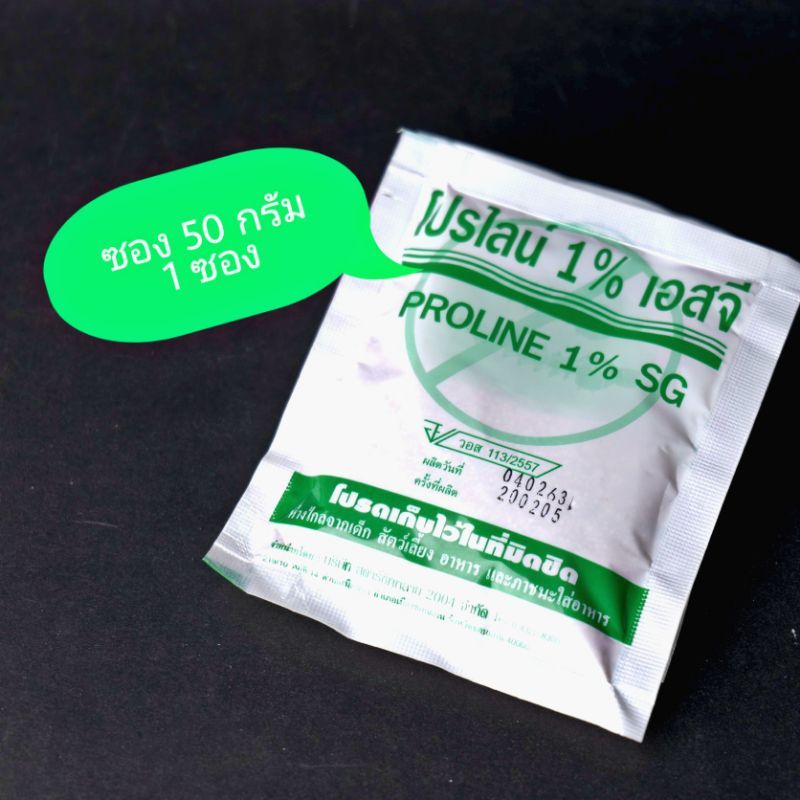 ซอง 50 กรัม
1 ซอง
โปรไลน์ 1% เอสจี
PROLINE 1% SG
วอส 113/2557
ผลิตวันที่ 040263
ครั้งที่ผลิต 200205
โปรดเก็บไว้ในที่มิดชิด
ห่างไกลจากเด็ก สัตว์เลี้ยง อาหาร และภาชนะใส่อาหาร
2004 จำกัด